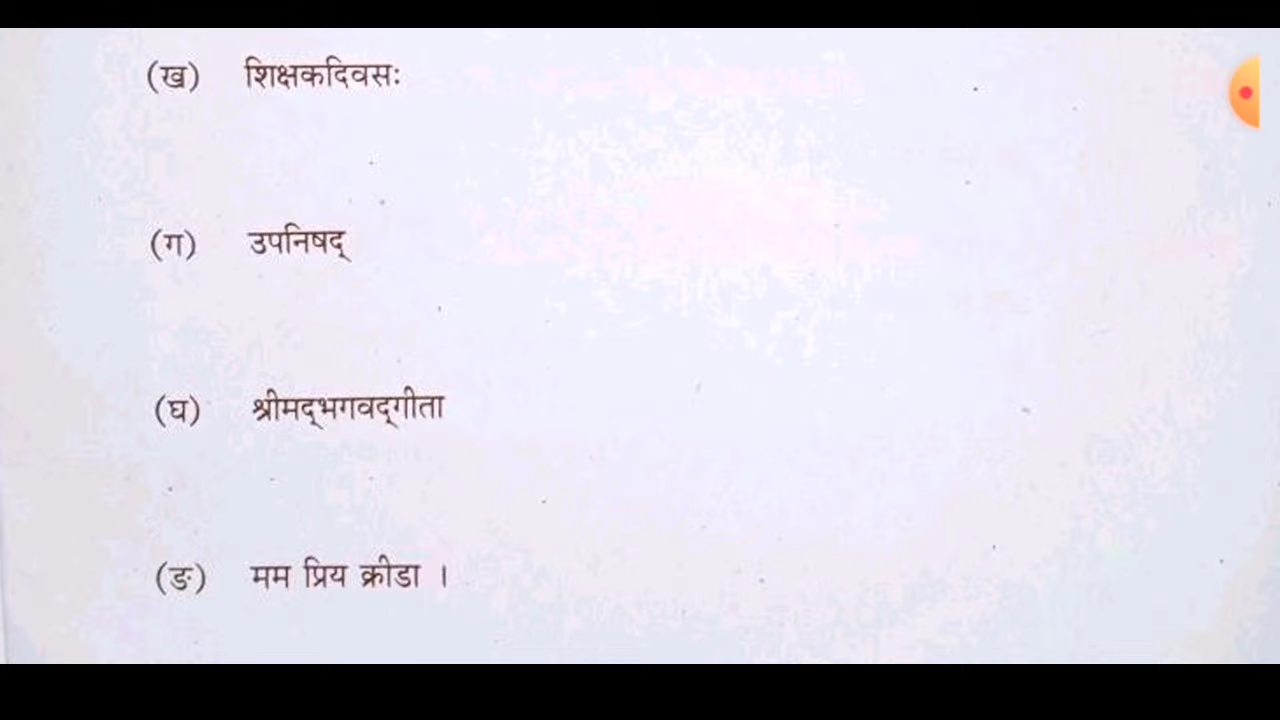 (ख) शिक्षकदिवसः
(ग) उपनिषद्
(घ) श्रीमद्भगवद्गीता
(ङ) मम प्रिय क्रीडा ।